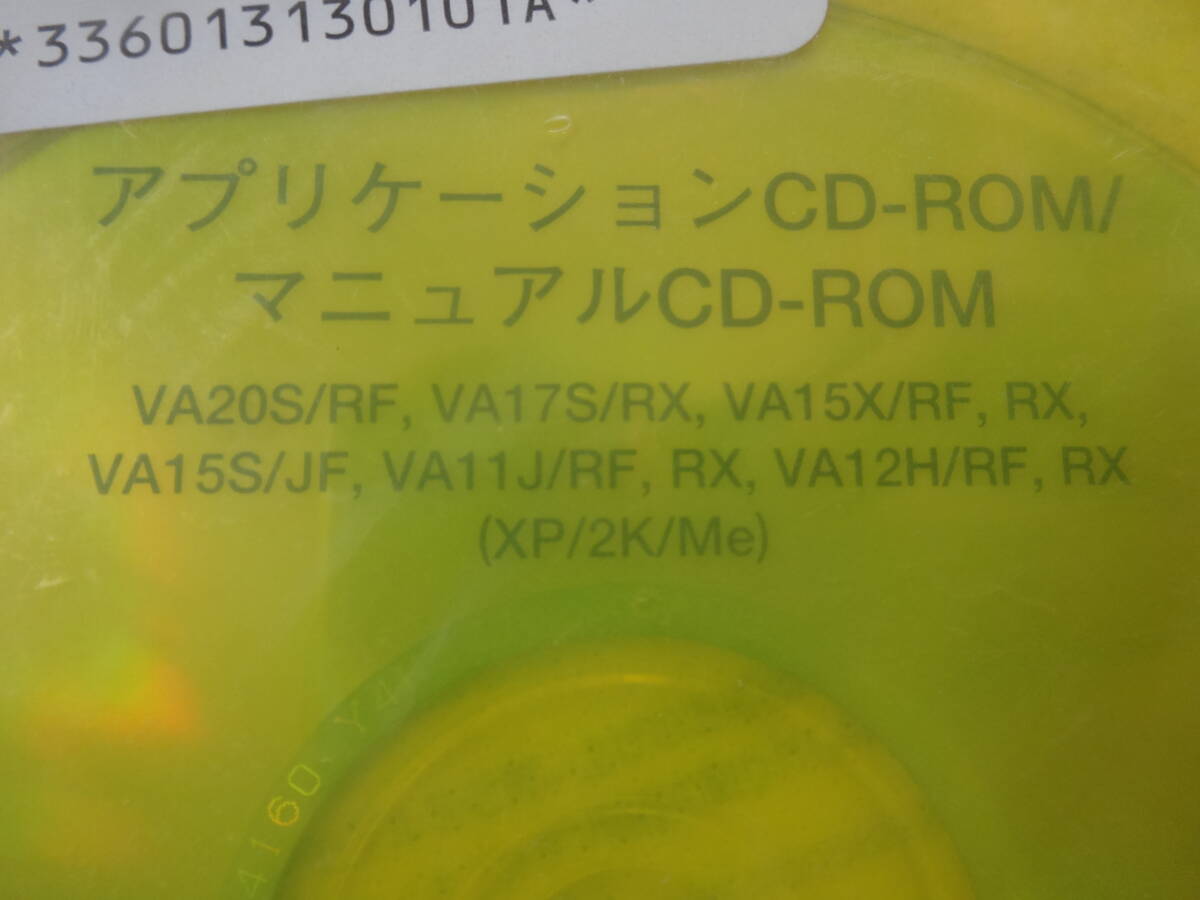 *336013130101A*
アプリケーションCD-ROM/
マニュアルCD-ROM
VA20S/RF, VA17S/RX, VA15X/RF, RX,
VA15S/JF, VA11J/RF, RX, VA12H/RF, RX
(XP/2K/Me)
4160 Y4